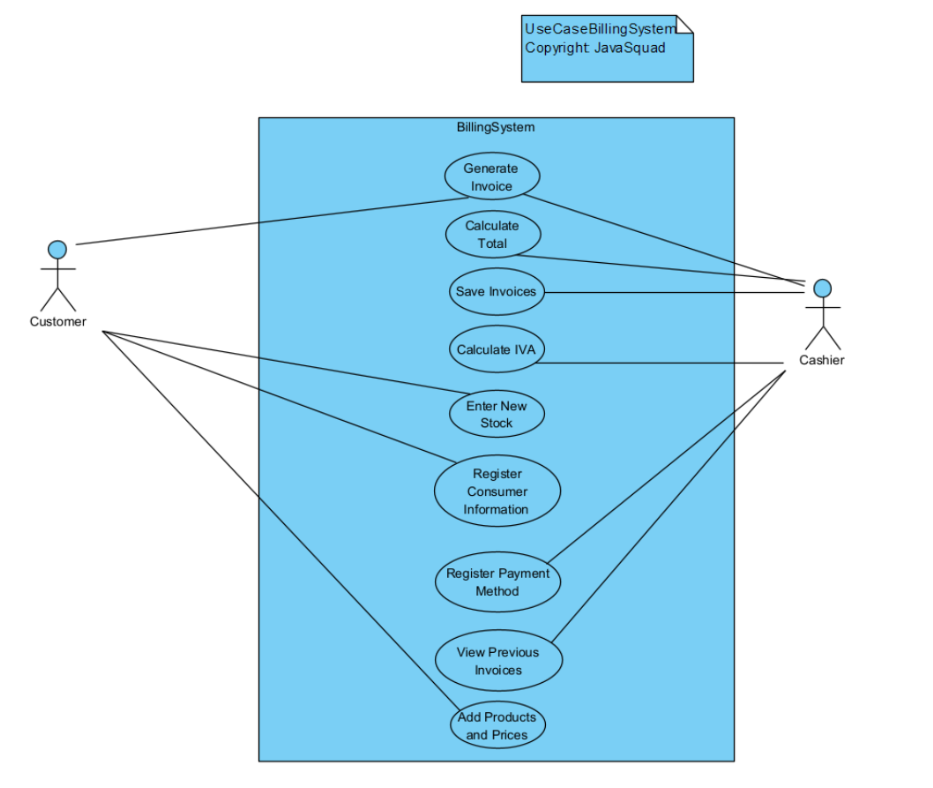 UseCaseBillingSystem
Copyright: JavaSquad
BillingSystem
Generate
Invoice
Calculate
Total
Save Invoices
Calculate IVA
Enter New
Stock
Register
Consumer
Information
Register Payment
Method
View Previous
Invoices
Add Products
and Prices
Customer
Cashier